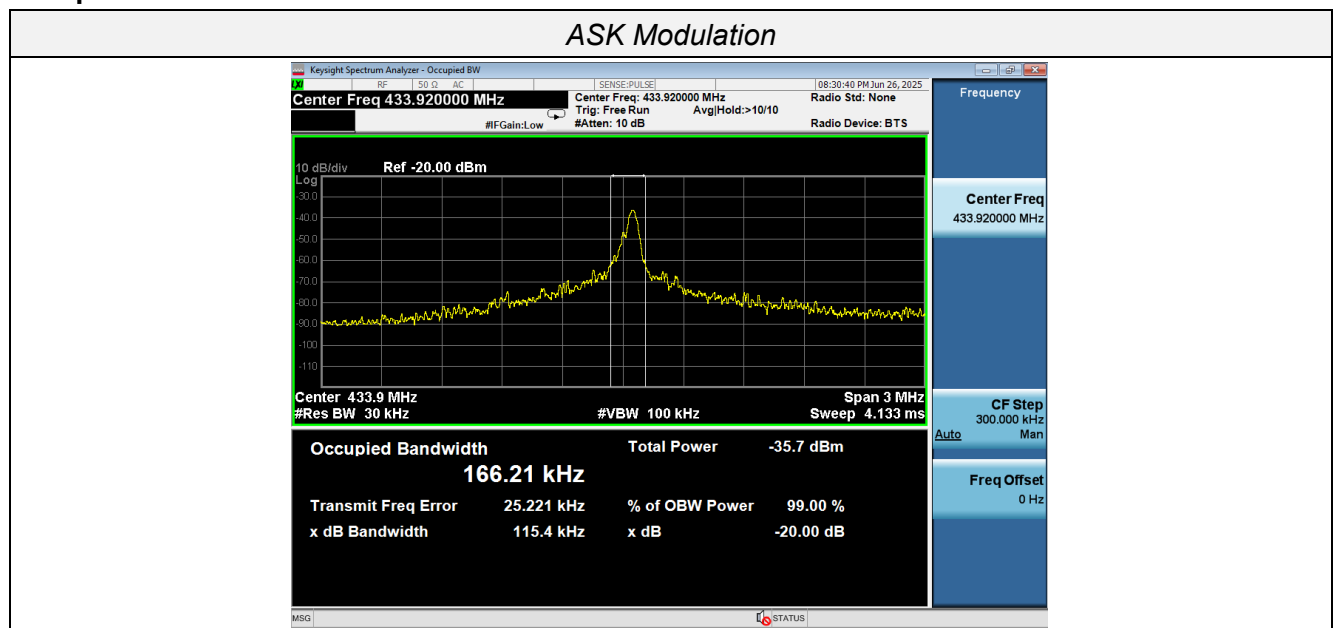 ASK Modulation
Keysight Spectrum Analyzer - Occupied BW
LXI RF 50 Ω AC SENSE:PULSE 08:30:40 PM Jun 26, 2025
Center Freq 433.920000 MHz Center Freq: 433.920000 MHz Radio Std: None
Trig: Free Run Avg|Hold:>10/10
#IFGain:Low #Atten: 10 dB Radio Device: BTS
10 dB/div Ref -20.00 dBm
Log
-30.0
-40.0
-50.0
-60.0
-70.0
-80.0
-90.0
-100
-110
Center 433.9 MHz Span 3 MHz
#Res BW 30 kHz #VBW 100 kHz Sweep 4.133 ms
Occupied Bandwidth Total Power -35.7 dBm
166.21 kHz
Transmit Freq Error 25.221 kHz % of OBW Power 99.00 %
x dB Bandwidth 115.4 kHz x dB -20.00 dB
MSG STATUS
Frequency
Center Freq
433.920000 MHz
CF Step
300.000 kHz
Auto Man
Freq Offset
0 Hz